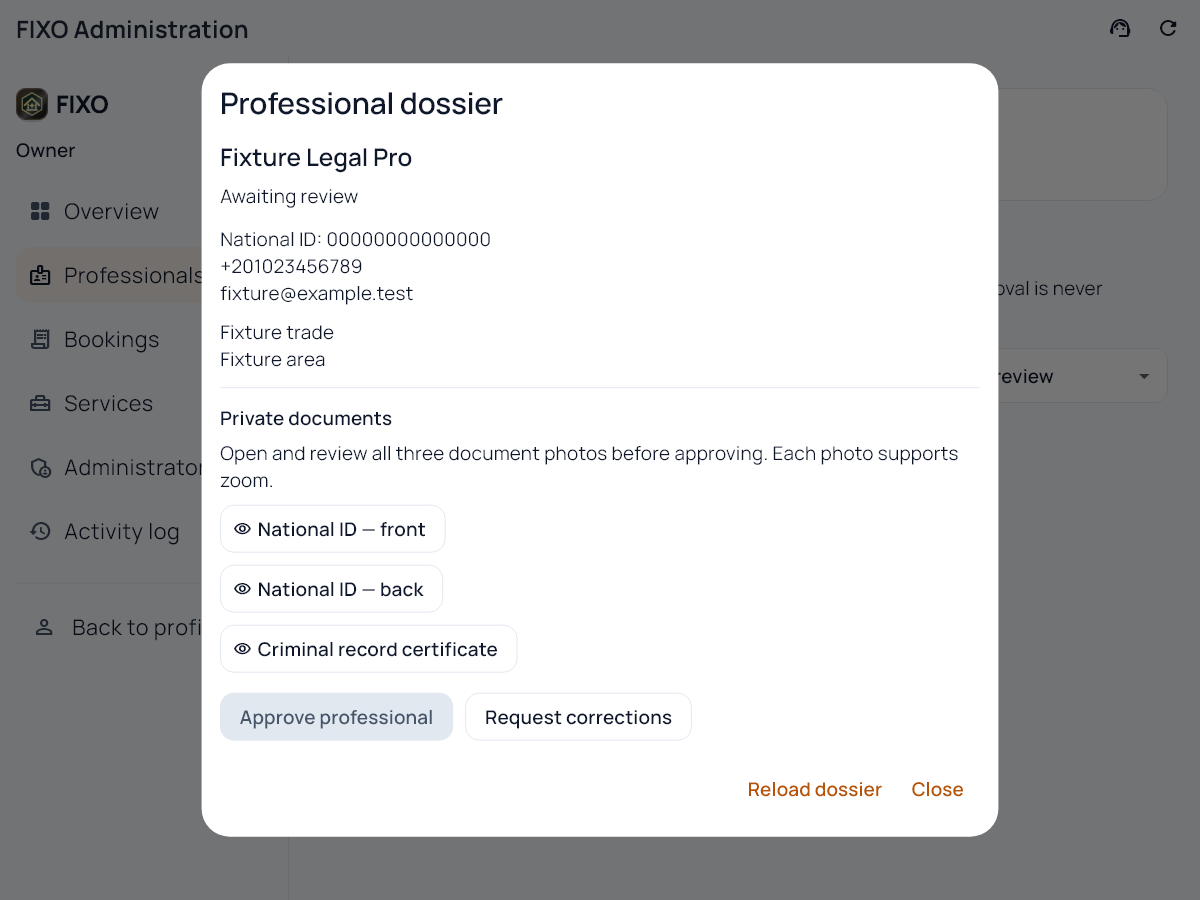 FIXO Administration
FIXO
Owner
Overview
Professionals
Bookings
Services
Administrator
Activity log
Back to profi
Professional dossier
Fixture Legal Pro
Awaiting review
National ID: 00000000000000
+201023456789
fixture@example.test
Fixture trade
Fixture area
Private documents
Open and review all three document photos before approving. Each photo supports
zoom.
National ID — front
National ID — back
Criminal record certificate
Approve professional
Request corrections
Reload dossier
Close
oval is never
review